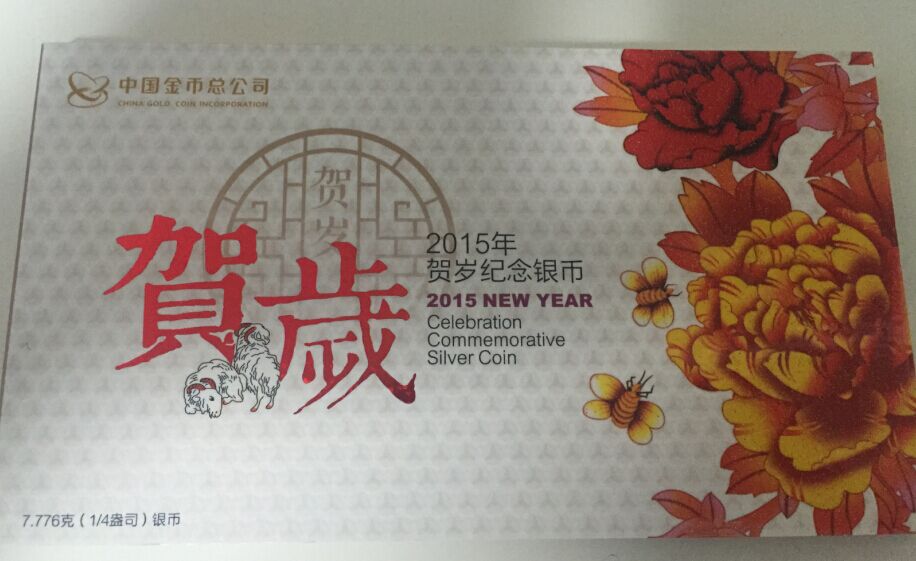 中国金币总公司
CHINA GOLD COIN INCORPORATION
贺岁
賀歲
2015年
贺岁纪念银币
2015 NEW YEAR
Celebration
Commemorative
Silver Coin
7.776克（1/4盎司）银币